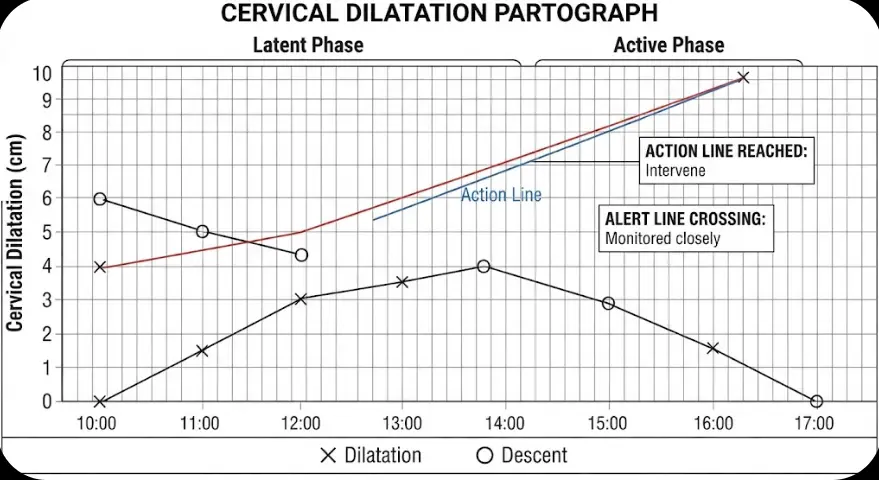 CERVICAL DILATATION PARTOGRAPH
Latent Phase
Active Phase
Cervical Dilatation (cm)
10
9
8
7
6
5
4
3
2
1
0
ACTION LINE REACHED:
Intervene
Action Line
ALERT LINE CROSSING:
Monitored closely
10:00 11:00 12:00 13:00 14:00 15:00 16:00 17:00
Dilatation Descent